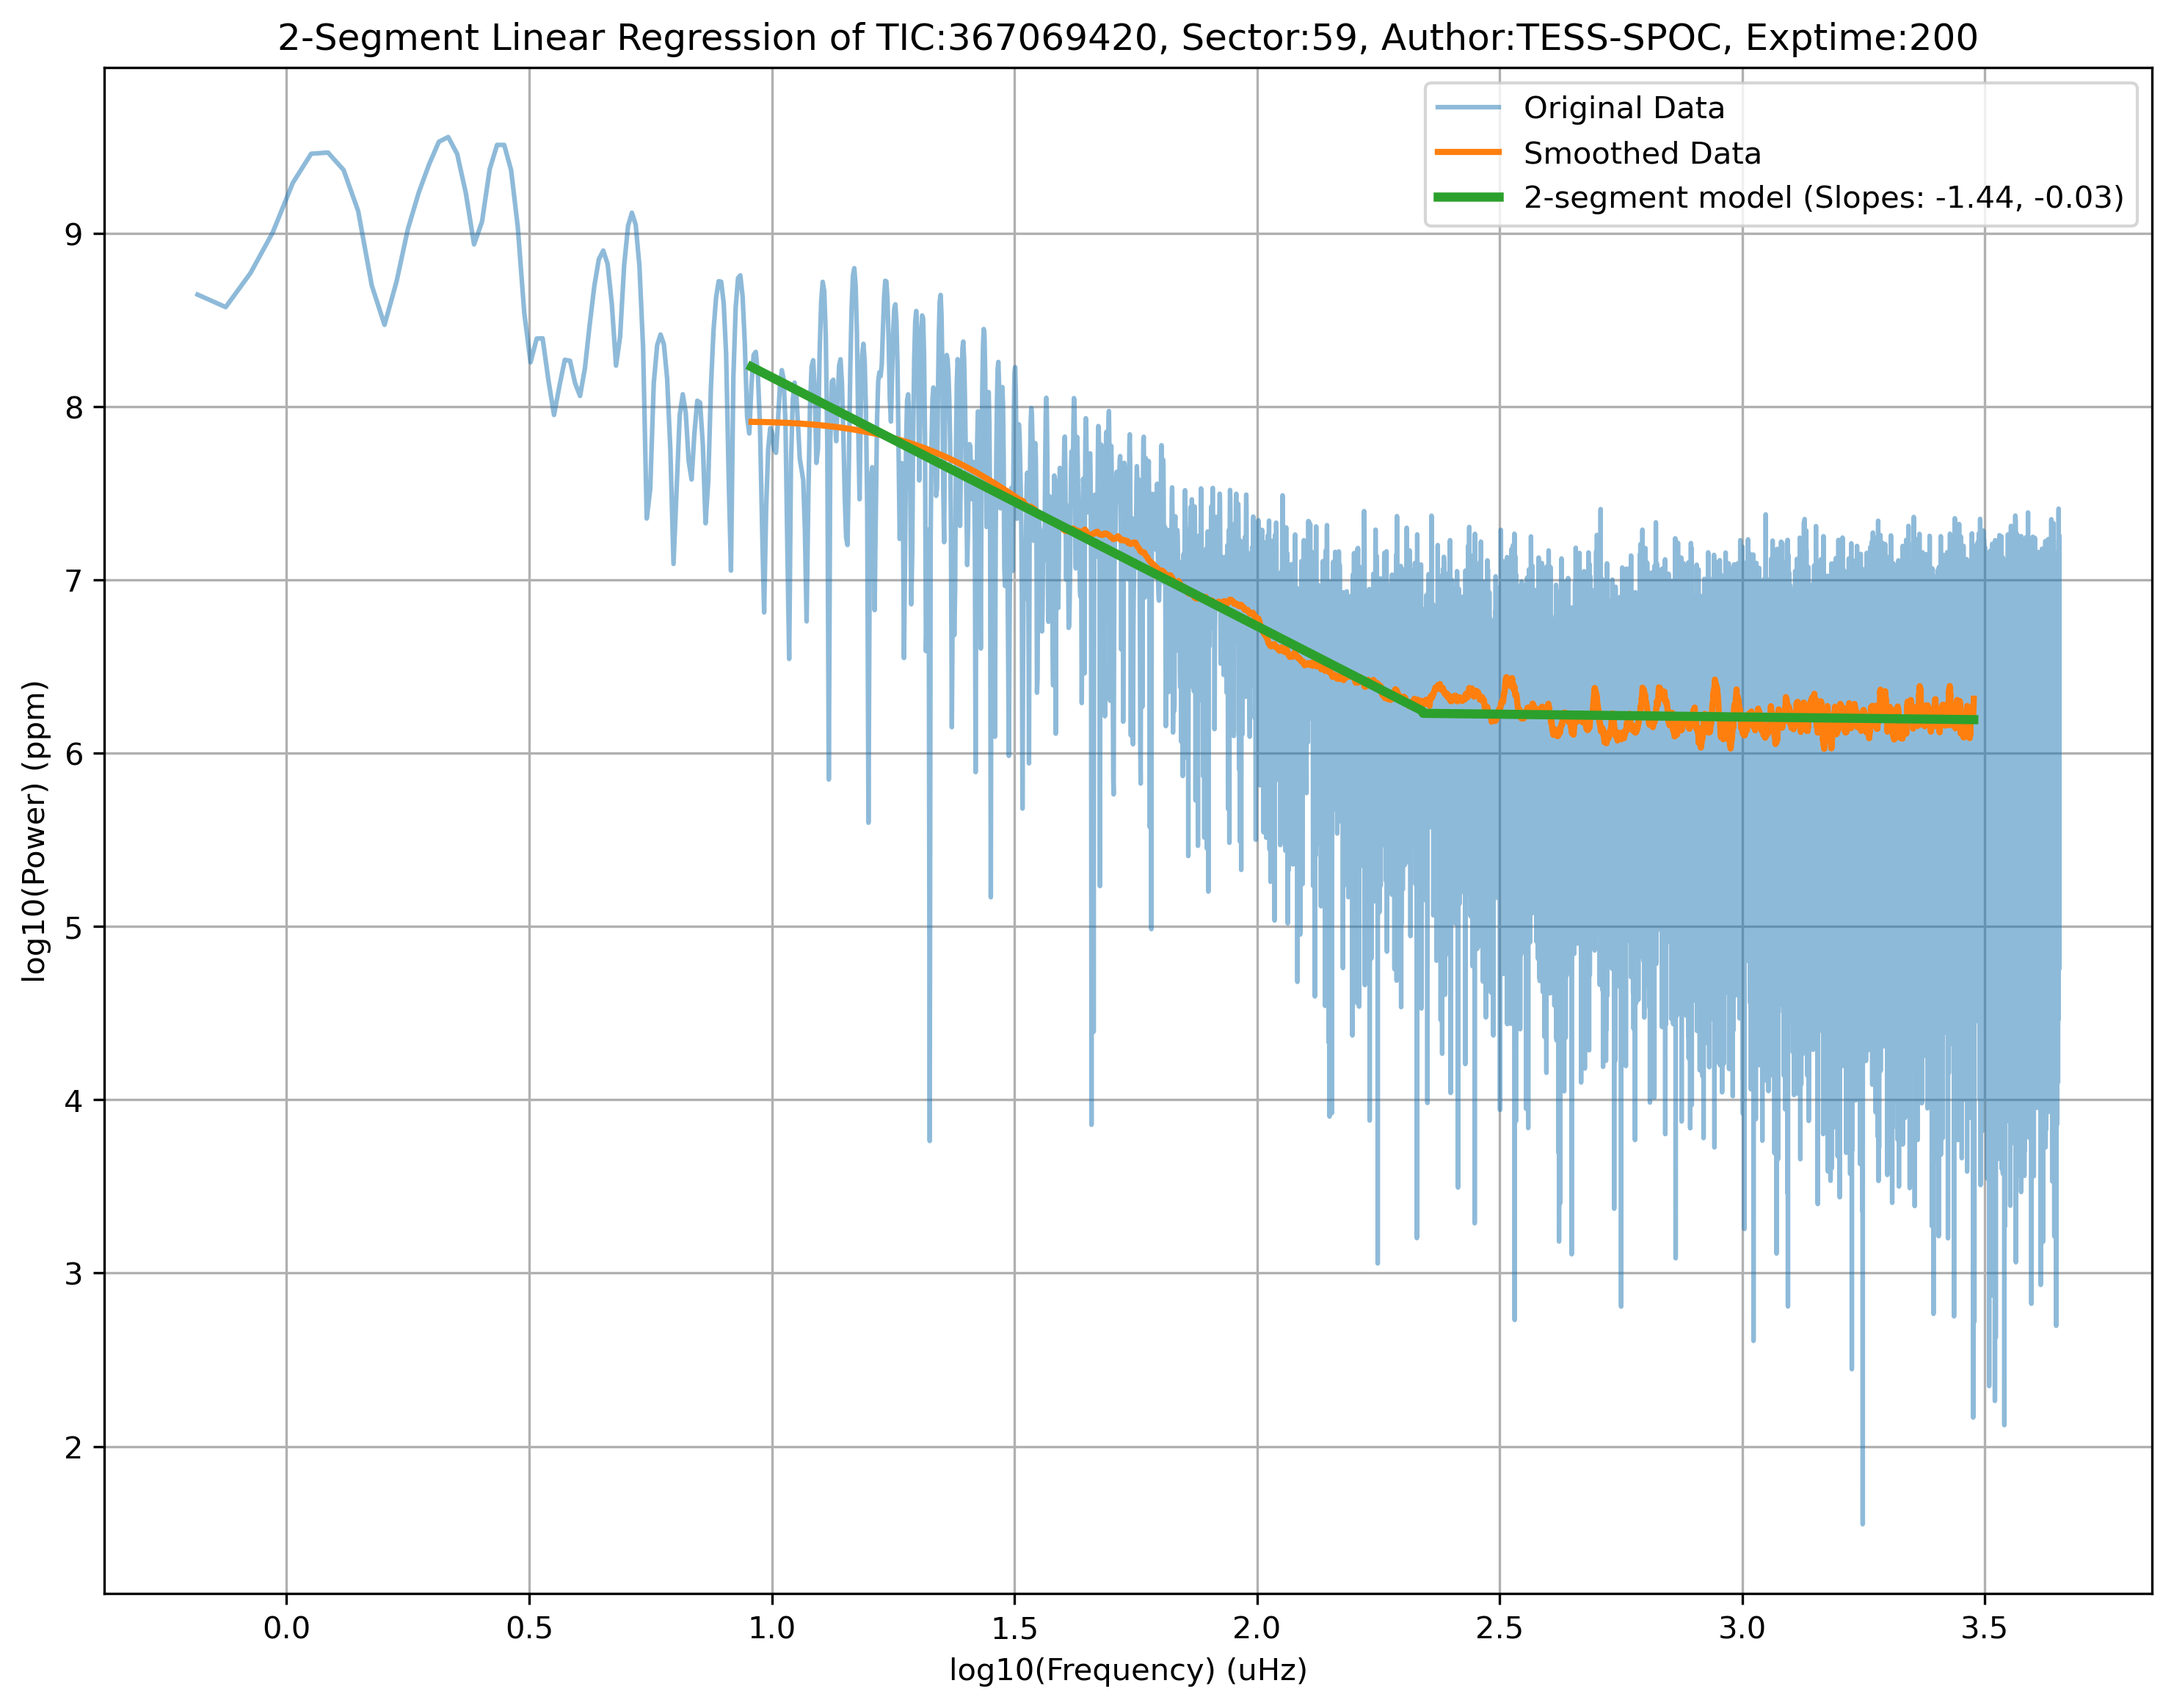 2-Segment Linear Regression of TIC:367069420, Sector:59, Author:TESS-SPOC, Exptime:200
Original Data
Smoothed Data
2-segment model (Slopes: -1.44, -0.03)
log10(Power) (ppm)
9
8
7
6
5
4
3
2
0.0 0.5 1.0 1.5 2.0 2.5 3.0 3.5
log10(Frequency) (uHz)